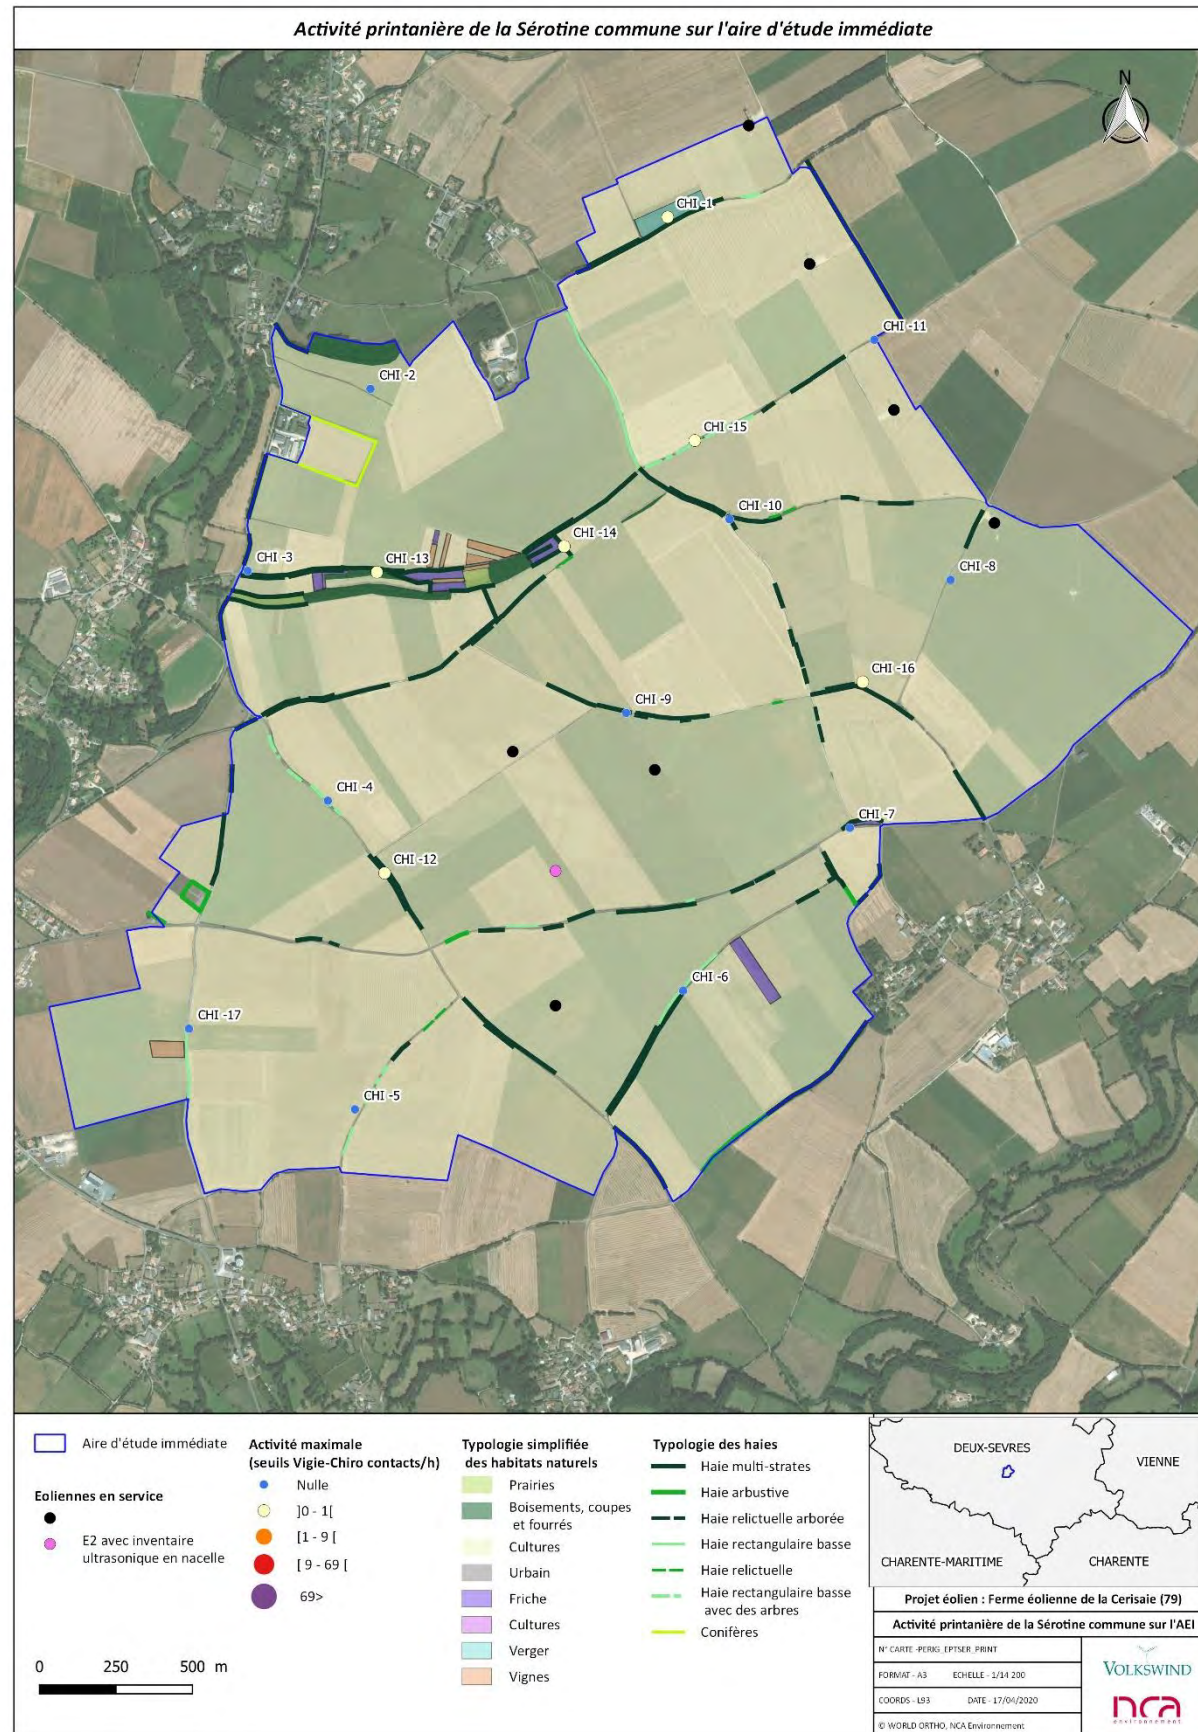 Activité printanière de la Sérotine commune sur l'aire d'étude immédiate
N
CHI -1
CHI -11
CHI -2
CHI -15
CHI -10
CHI -14
CHI -3
CHI -13
CHI -8
CHI -16
CHI -9
CHI -4
CHI -7
CHI -12
CHI -6
CHI -17
CHI -5
Aire d'étude immédiate
Eoliennes en service
E2 avec inventaire
ultrasonique en nacelle
0 250 500 m
Activité maximale
(seuils Vigie-Chiro contacts/h)
Nulle
]0 - 1[
[1 - 9 [
[ 9 - 69 [
69>
Typologie simplifiée
des habitats naturels
Prairies
Boisements, coupes
et fourrés
Cultures
Urbain
Friche
Cultures
Verger
Vignes
Typologie des haies
Haie multi-strates
Haie arbustive
Haie relictuelle arborée
Haie rectangulaire basse
Haie relictuelle
Haie rectangulaire basse
avec des arbres
Conifères
DEUX-SEVRES
VIENNE
CHARENTE-MARITIME
CHARENTE
Projet éolien : Ferme éolienne de la Cerisaie (79)
Activité printanière de la Sérotine commune sur l'AEI
N° CARTE -PERIG_EPTSER_PRINT
FORMAT - A3 ECHELLE - 1/14 200
COORDS - L93 DATE - 17/04/2020
© WORLD ORTHO, NCA Environnement
VOLKSWIND
nca
environnement